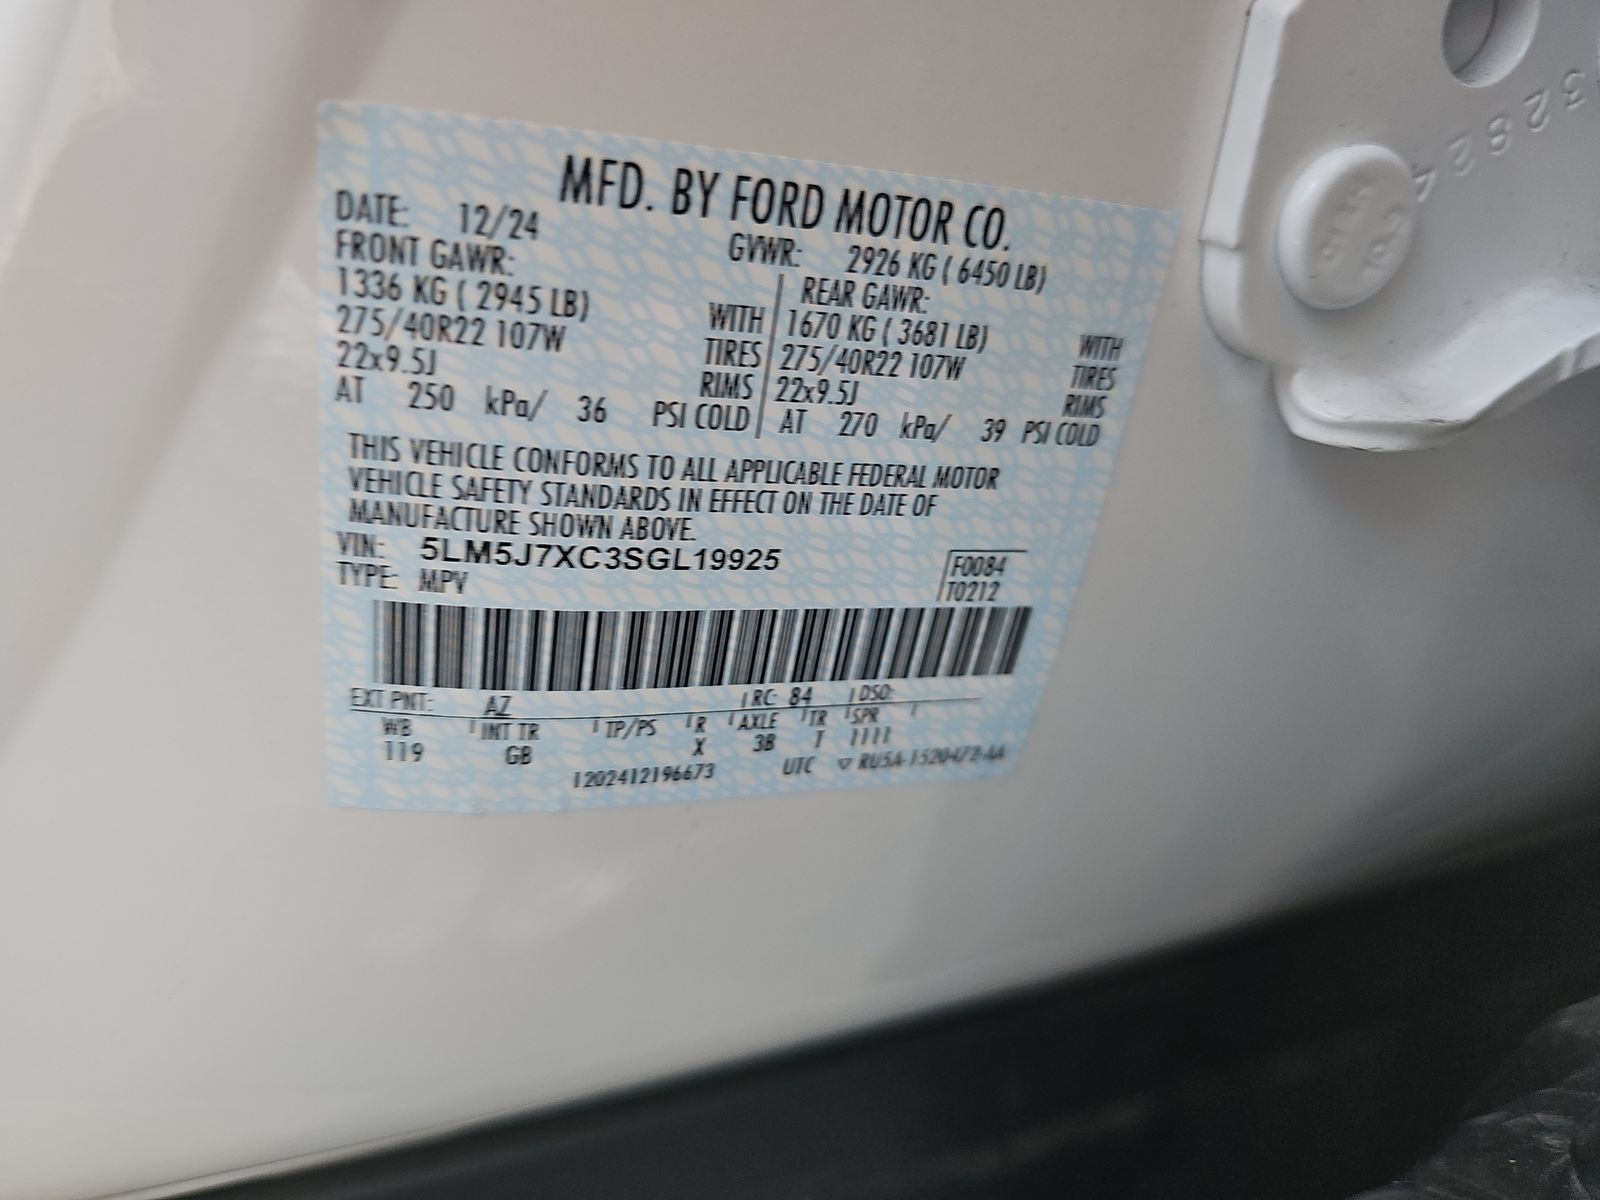 MFD. BY FORD MOTOR CO.
DATE: 12/24 GVWR: 2926 KG ( 6450 LB)
FRONT GAWR: REAR GAWR:
1336 KG ( 2945 LB) WITH 1670 KG ( 3681 LB) WITH
275/40R22 107W TIRES 275/40R22 107W TIRES
22x9.5J RIMS 22x9.5J RIMS
AT 250 kPa/ 36 PSI COLD AT 270 kPa/ 39 PSI COLD
THIS VEHICLE CONFORMS TO ALL APPLICABLE FEDERAL MOTOR
VEHICLE SAFETY STANDARDS IN EFFECT ON THE DATE OF
MANUFACTURE SHOWN ABOVE.
VIN: 5LM5J7XC3SGL19925 F0084
TYPE: MPV T0212
EXT PNT: AZ RC: 84 DSO:
WB INT TR TP/PS R AXLE TR SPR
119 GB X 3B T 1111
1202412196673 UTC ▽ RU5A-1520472-AA